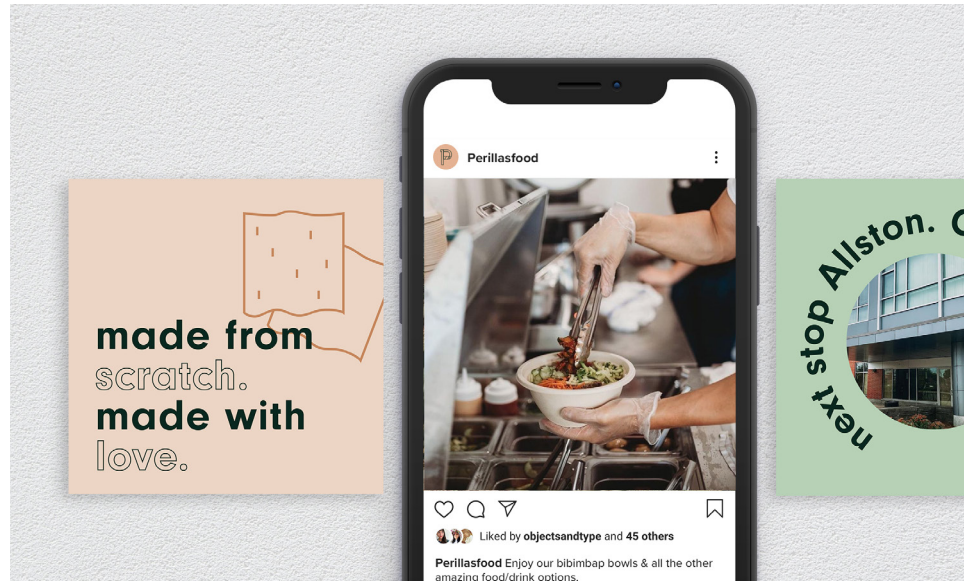 made from
scratch.
made with
love.
P
Perillasfood
Liked by objectsandtype and 45 others
Perillasfood Enjoy our bibimbap bowls & all the other
amazing food/drink options.
next stop Allston.